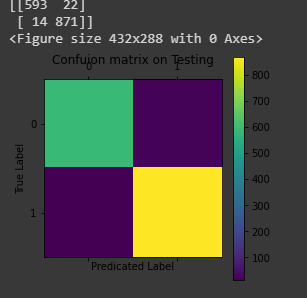 [[593  22]
 [ 14 871]]
<Figure size 432x288 with 0 Axes>
Confuion matrix on Testing
0 1
800
700
0
600
500
True Label
400
300
1
200
100
Predicated Label